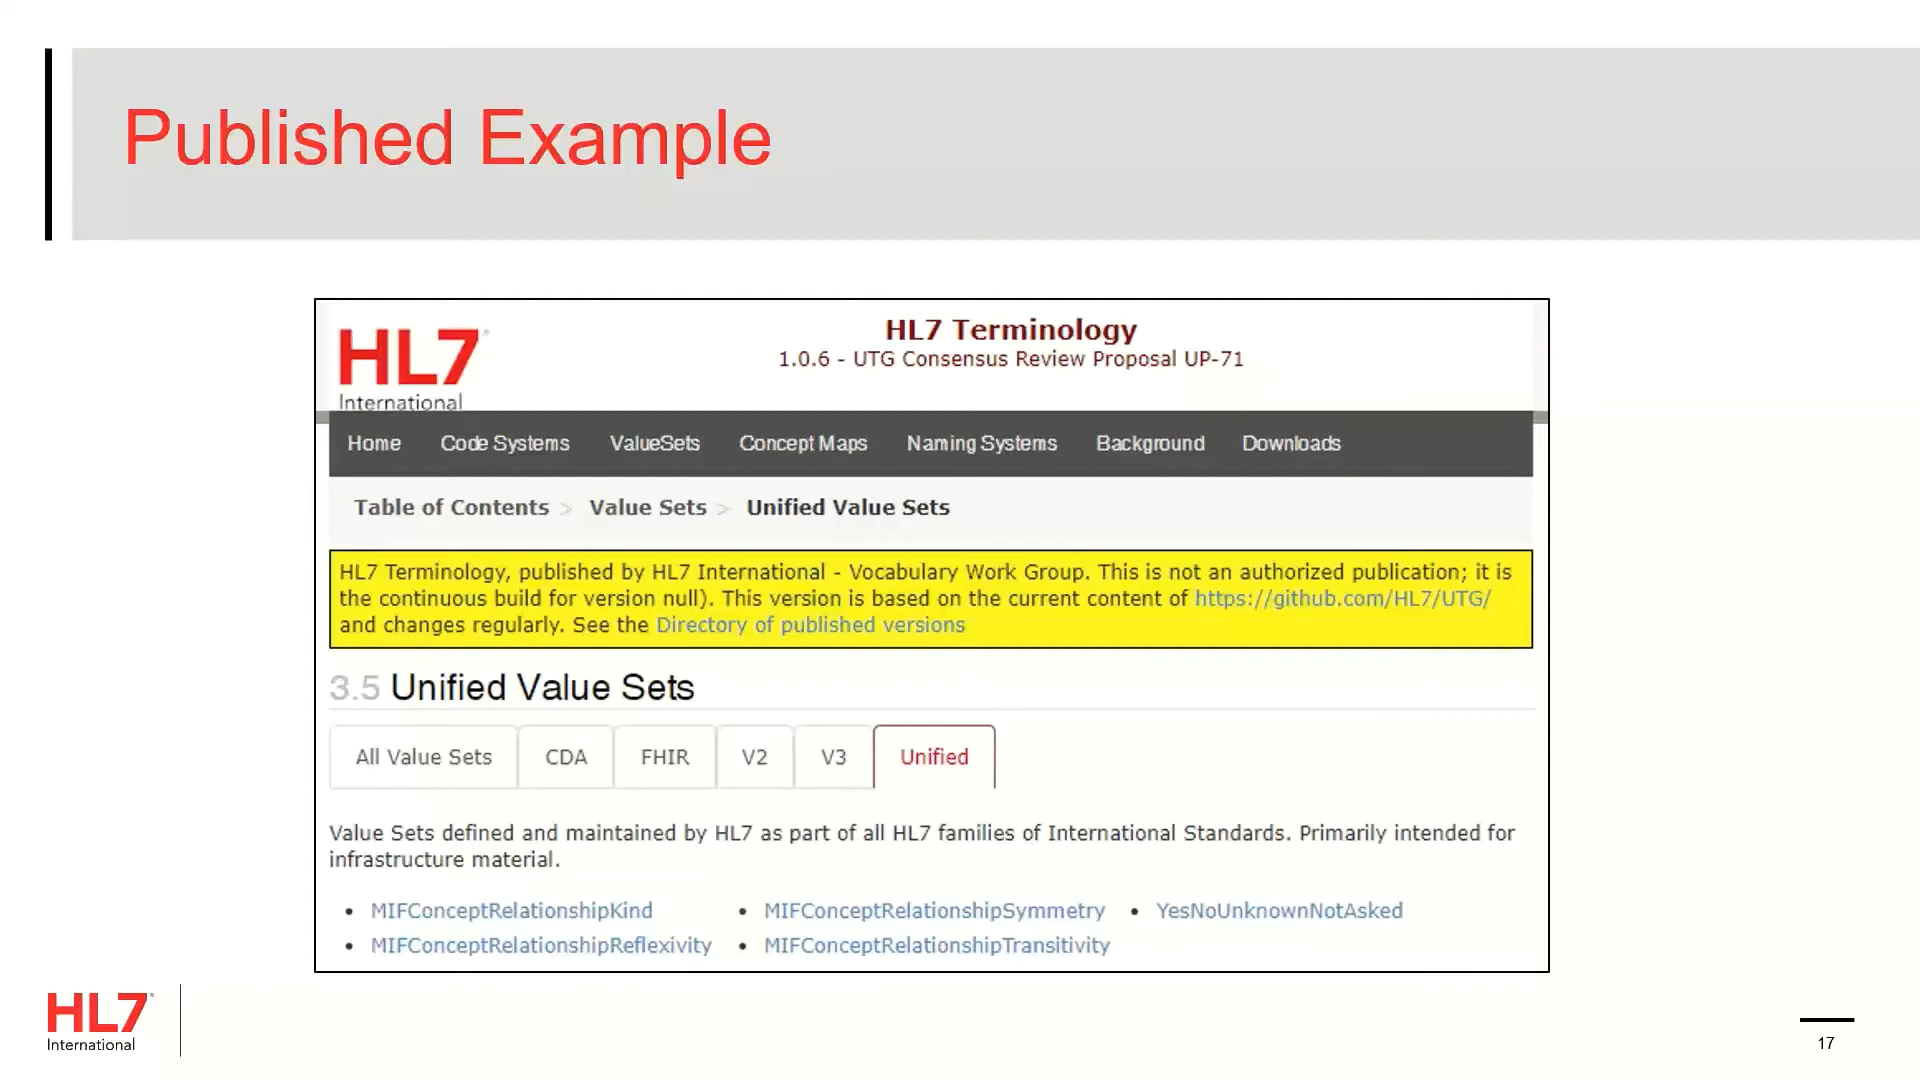 Published Example
HL7
International
HL7 Terminology
1.0.6 - UTG Consensus Review Proposal UP-71
Home Code Systems ValueSets Concept Maps Naming Systems Background Downloads
Table of Contents > Value Sets > Unified Value Sets
HL7 Terminology, published by HL7 International - Vocabulary Work Group. This is not an authorized publication; it is
the continuous build for version null). This version is based on the current content of https://github.com/HL7/UTG/
and changes regularly. See the Directory of published versions
3.5 Unified Value Sets
All Value Sets CDA FHIR V2 V3 Unified
Value Sets defined and maintained by HL7 as part of all HL7 families of International Standards. Primarily intended for
infrastructure material.
• MIFConceptRelationshipKind • MIFConceptRelationshipSymmetry • YesNoUnknownNotAsked
• MIFConceptRelationshipReflexivity • MIFConceptRelationshipTransitivity
HL7
International
17